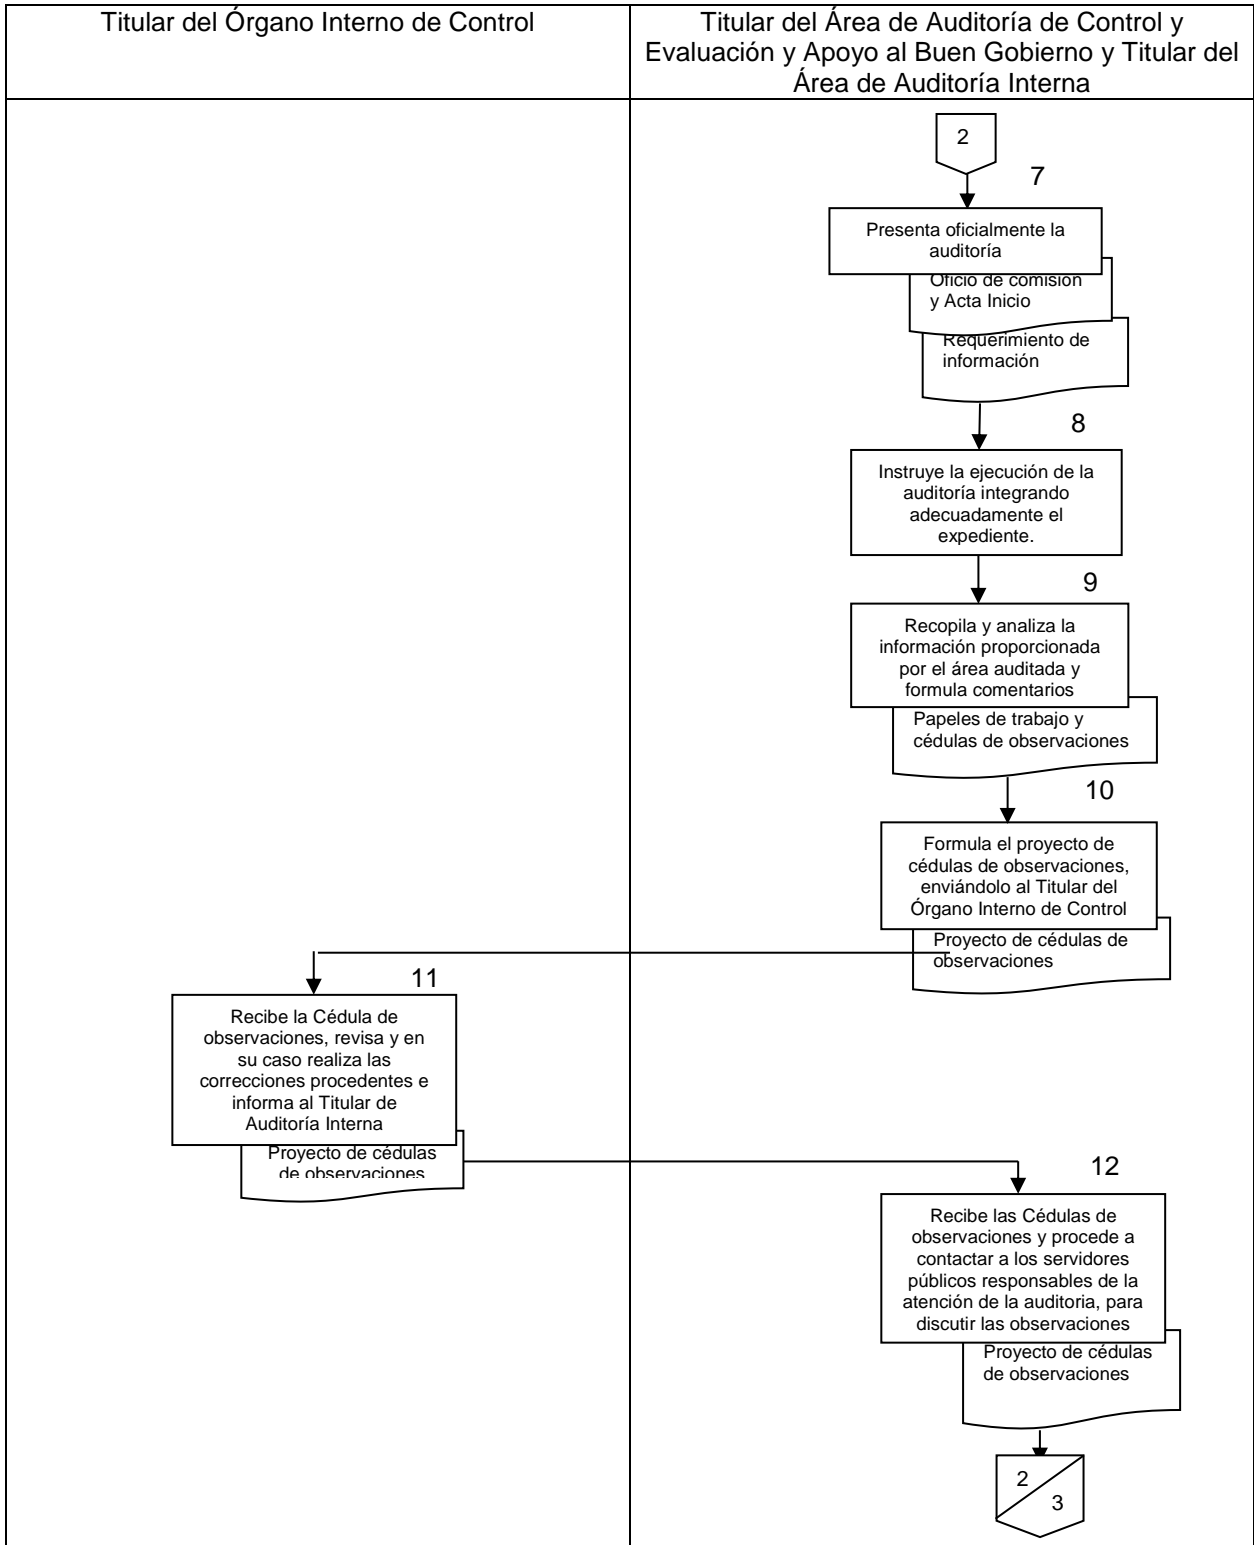 Titular del Órgano Interno de Control
Titular del Área de Auditoría de Control y
Evaluación y Apoyo al Buen Gobierno y Titular del
Área de Auditoría Interna
2
7
Presenta oficialmente la
auditoría
Oficio de comisión
y Acta Inicio
Requerimiento de
información
8
Instruye la ejecución de la
auditoría integrando
adecuadamente el
expediente.
9
Recopila y analiza la
información proporcionada
por el área auditada y
formula comentarios
Papeles de trabajo y
cédulas de observaciones
10
Formula el proyecto de
cédulas de observaciones,
enviándolo al Titular del
Órgano Interno de Control
Proyecto de cédulas de
observaciones
11
Recibe la Cédula de
observaciones, revisa y en
su caso realiza las
correcciones procedentes e
informa al Titular de
Auditoría Interna
Proyecto de cédulas
de observaciones
12
Recibe las Cédulas de
observaciones y procede a
contactar a los servidores
públicos responsables de la
atención de la auditoria, para
discutir las observaciones
Proyecto de cédulas
de observaciones
2
3